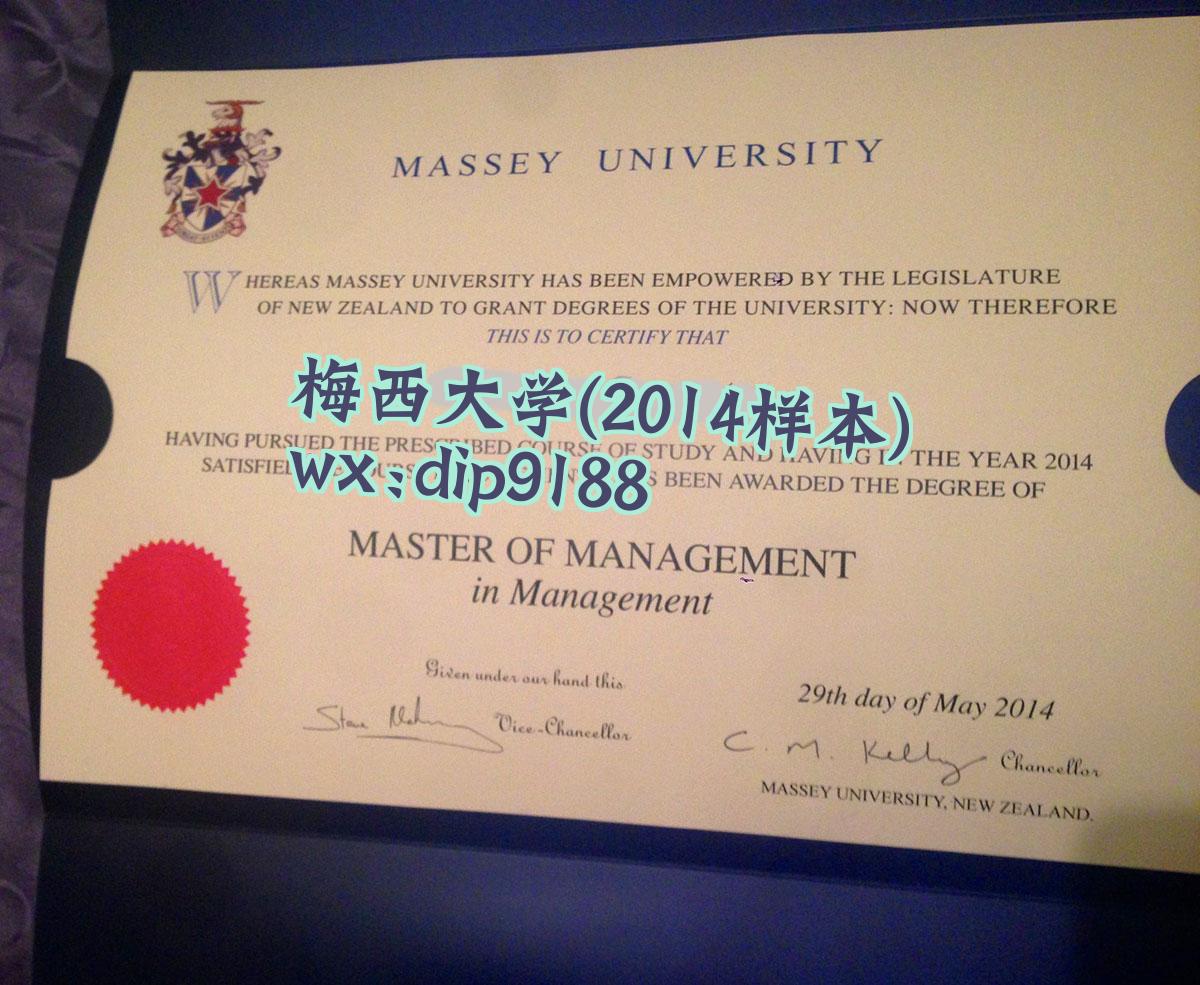 MASSEY UNIVERSITY
WHEREAS MASSEY UNIVERSITY HAS BEEN EMPOWERED BY THE LEGISLATURE
OF NEW ZEALAND TO GRANT DEGREES OF THE UNIVERSITY: NOW THEREFORE
THIS IS TO CERTIFY THAT
梅西大学(2014样本)
HAVING PURSUED THE PRESCRIBED COURSE OF STUDY AND HAVING IN THE YEAR 2014
wx:dip9188
BEEN AWARDED THE DEGREE OF
MASTER OF MANAGEMENT
in Management
Given under our hand this
29th day of May 2014
Vice-Chancellor
C. M. Kelly Chancellor
MASSEY UNIVERSITY, NEW ZEALAND.